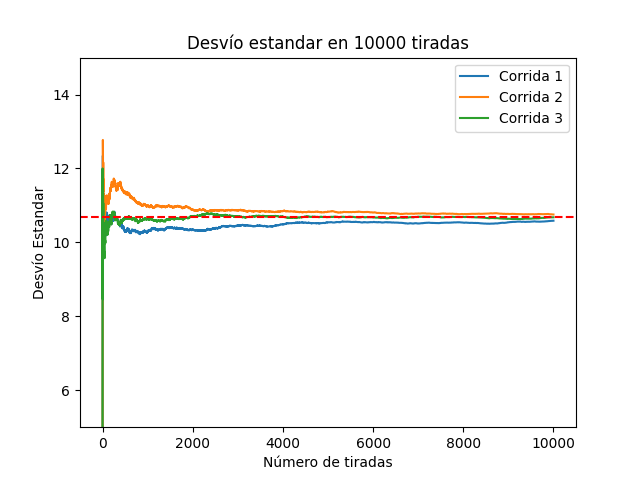 Desvío estandar en 10000 tiradas
Corrida 1
Corrida 2
Corrida 3
14
12
10
8
6
Desvío Estandar
0
2000
4000
6000
8000
10000
Número de tiradas